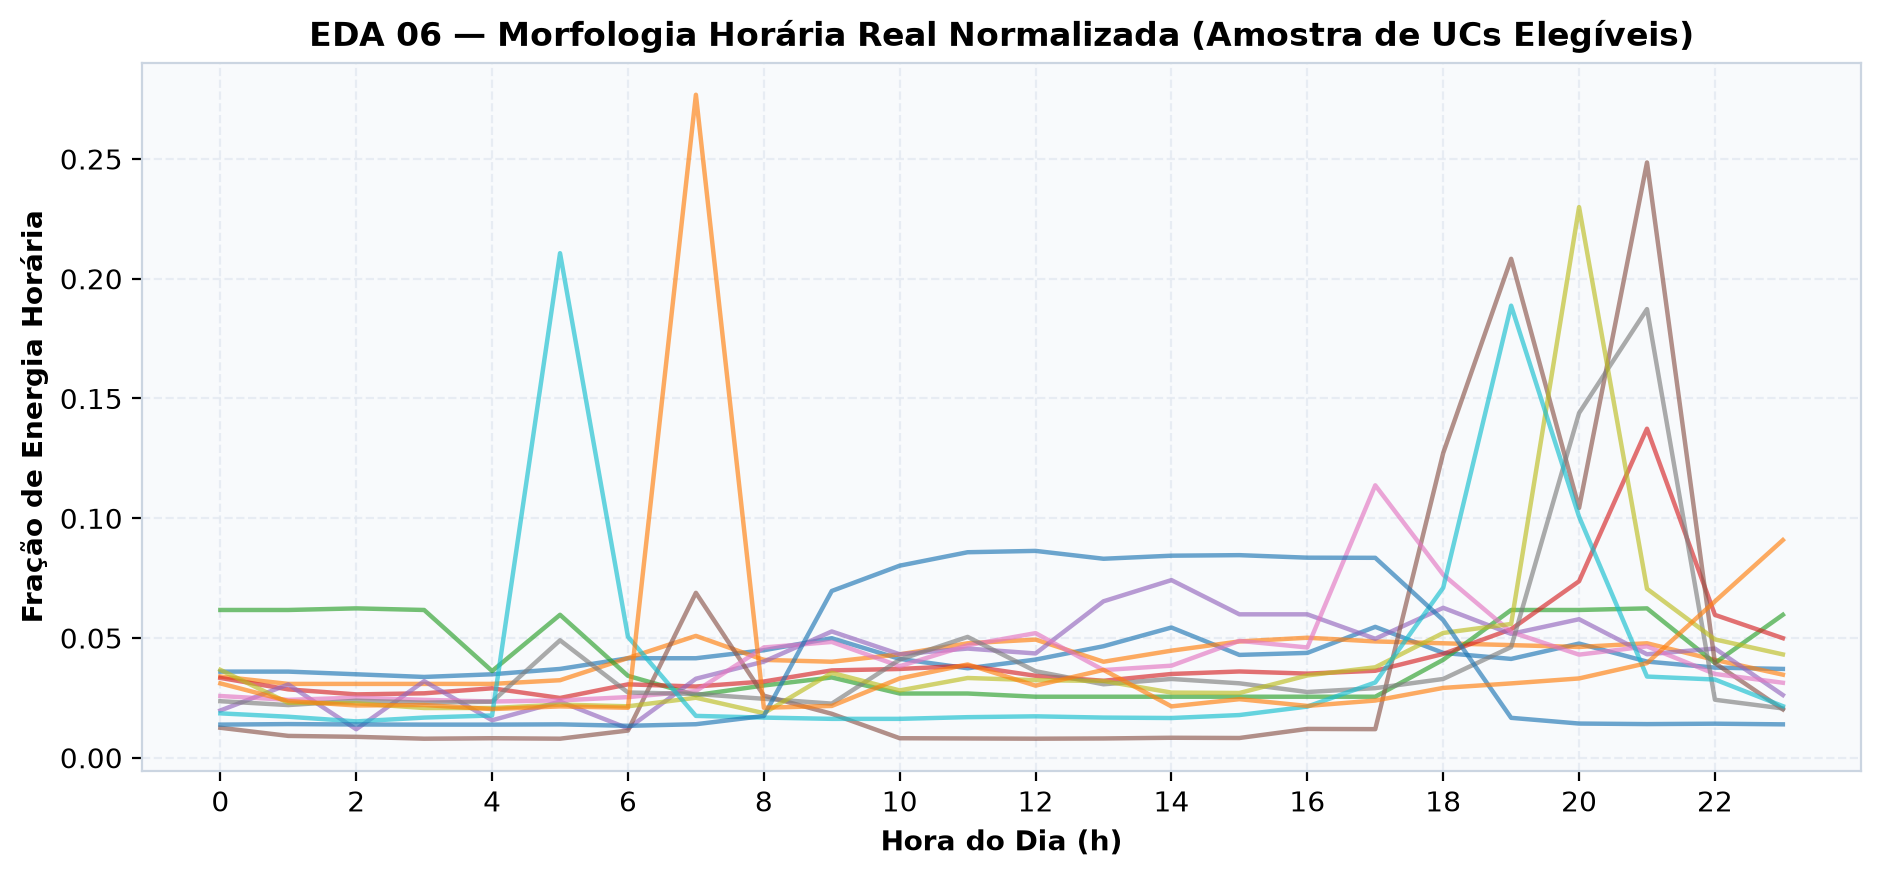 EDA 06 — Morfologia Horária Real Normalizada (Amostra de UCs Elegíveis)
Fração de Energia Horária
0.25
0.20
0.15
0.10
0.05
0.00
0 2 4 6 8 10 12 14 16 18 20 22
Hora do Dia (h)